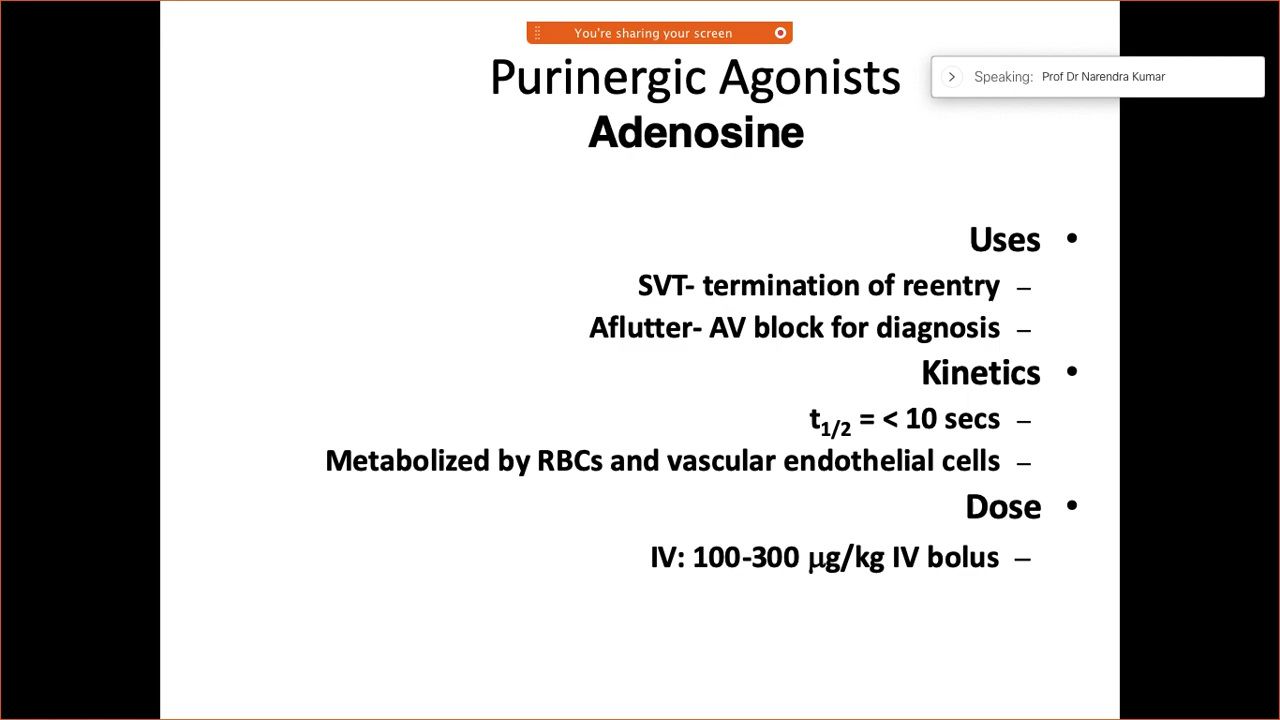 You're sharing your screen
Purinergic Agonists
Speaking: Prof Dr Narendra Kumar
Adenosine
Uses •
SVT- termination of reentry –
Aflutter- AV block for diagnosis –
Kinetics •
t1/2 = < 10 secs –
Metabolized by RBCs and vascular endothelial cells –
Dose •
IV: 100-300 μg/kg IV bolus –